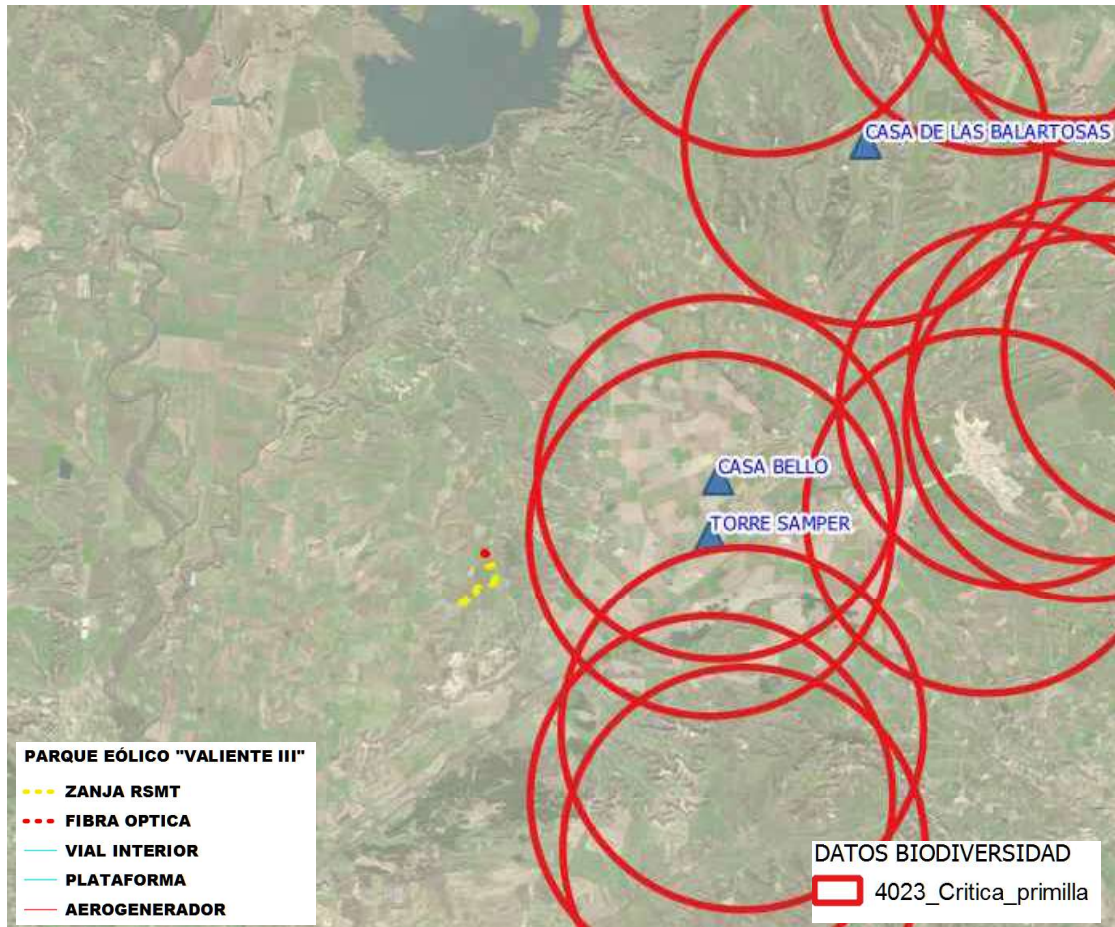 CASA DE LAS BALARTOSAS
CASA BELLO
TORRE SAMPER
PARQUE EÓLICO "VALIENTE III"
ZANJA RSMT
FIBRA OPTICA
VIAL INTERIOR
PLATAFORMA
AEROGENERADOR
DATOS BIODIVERSIDAD
4023_Critica_primilla